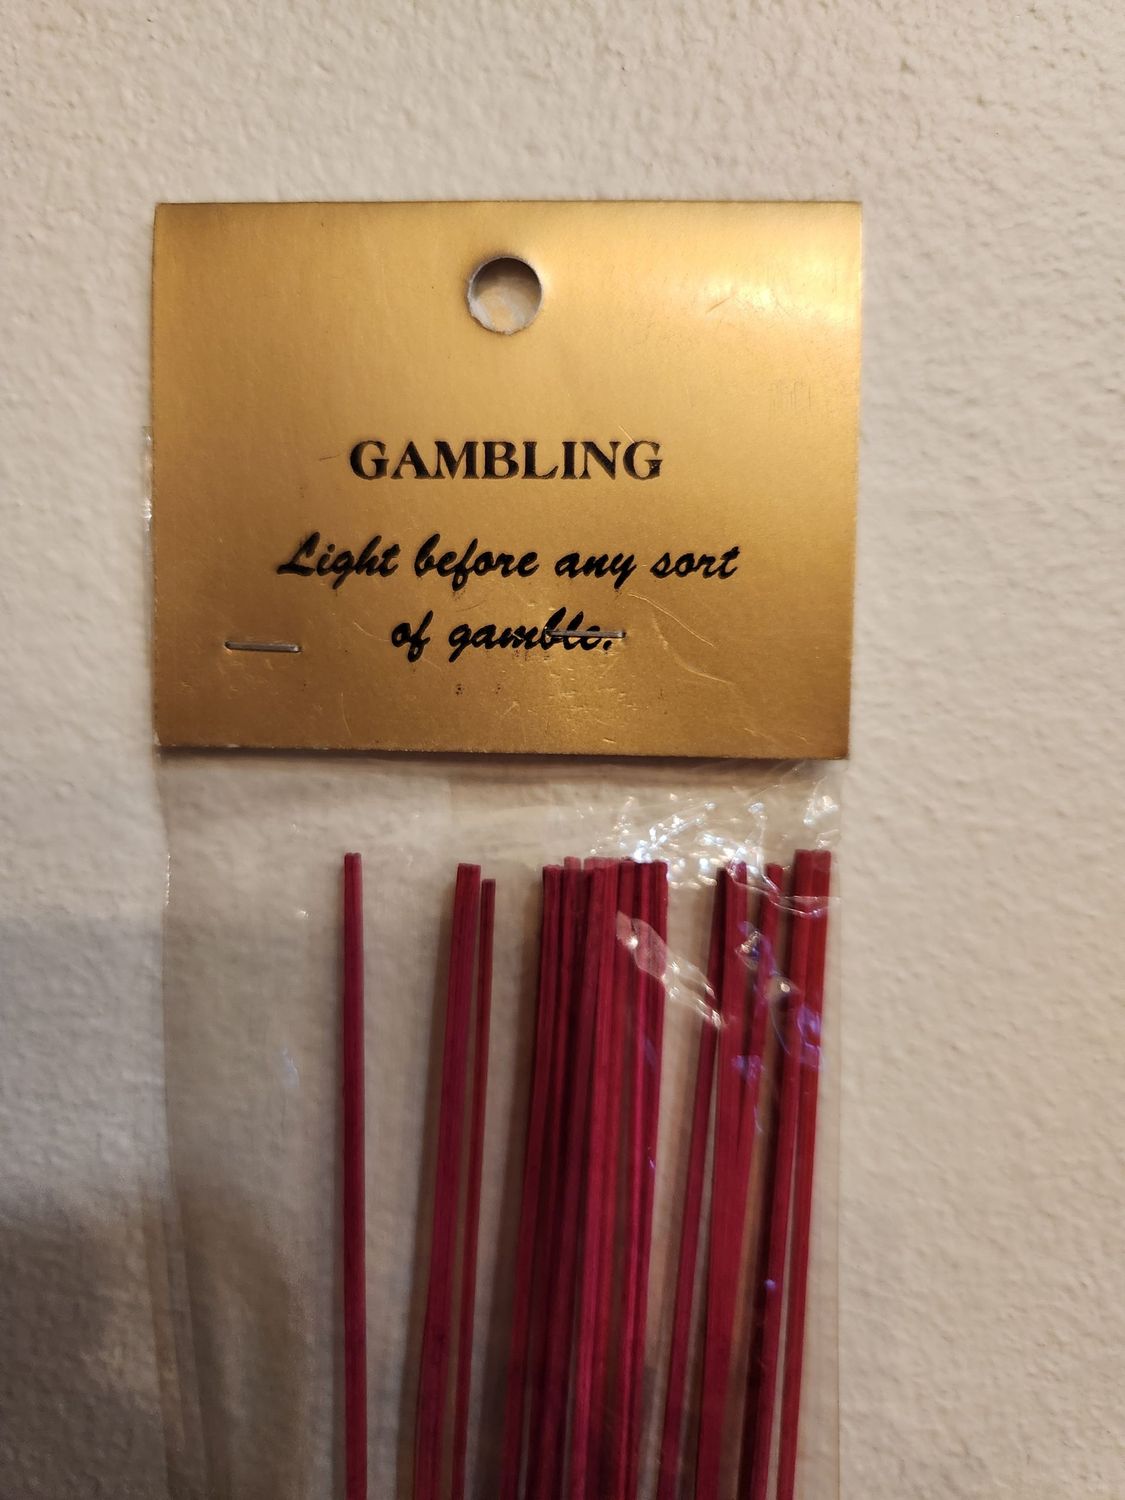 GAMBLING
Light before any sort
of gamble.